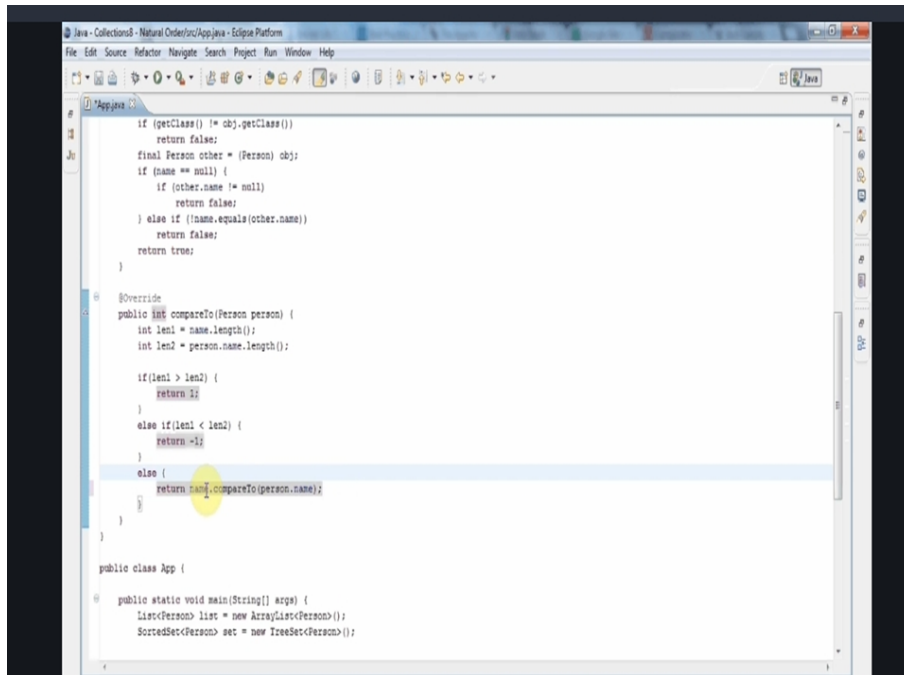 Java - Collections8 - Natural Order/src/App.java - Eclipse Platform
File Edit Source Refactor Navigate Search Project Run Window Help
Java
*App.java
if (getClass() != obj.getClass())
return false;
final Person other = (Person) obj;
if (name == null) {
if (other.name != null)
return false;
} else if (!name.equals(other.name))
return false;
return true;
}
@Override
public int compareTo(Person person) {
int len1 = name.length();
int len2 = person.name.length();
if(len1 > len2) {
return 1;
}
else if(len1 < len2) {
return -1;
}
else {
return name.compareTo(person.name);
}
}
}
public class App {
public static void main(String[] args) {
List<Person> list = new ArrayList<Person>();
SortedSet<Person> set = new TreeSet<Person>();